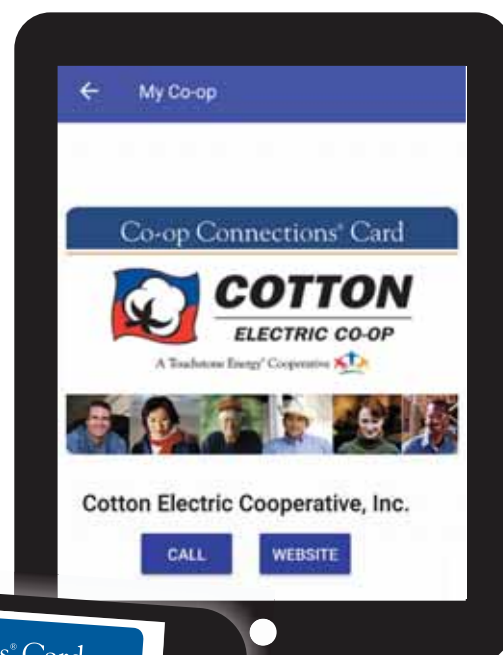 My Co-op
Co-op Connections® Card
COTTON
ELECTRIC CO-OP
A Touchstone Energy® Cooperative
Cotton Electric Cooperative, Inc.
CALL WEBSITE
s® Card